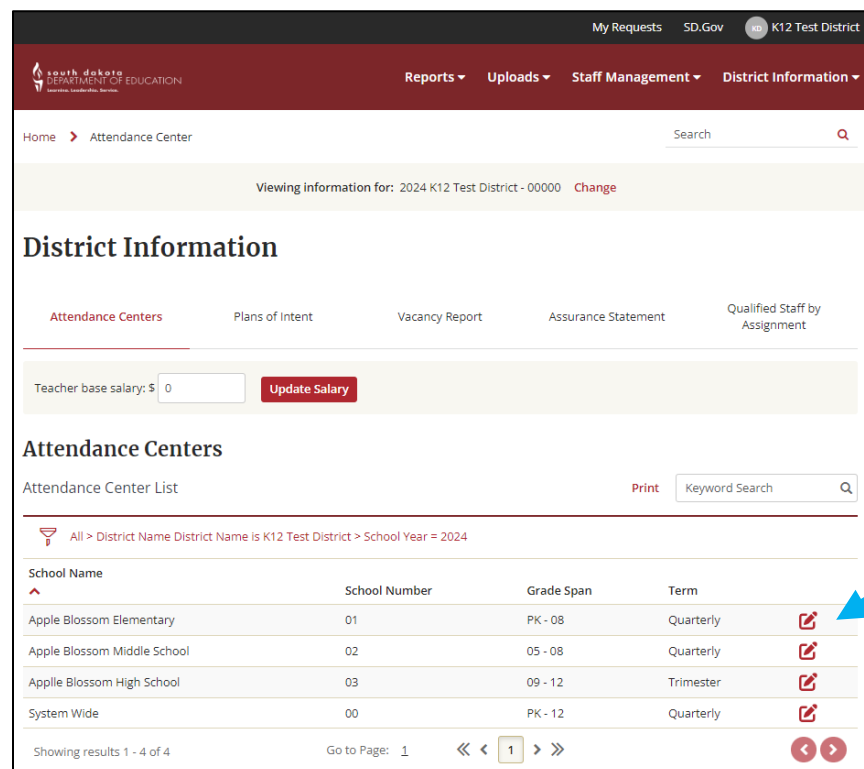 My Requests SD.Gov KD K12 Test District
south dakota
DEPARTMENT OF EDUCATION
Learning. Leadership. Service.
Reports Uploads Staff Management District Information
Home Attendance Center Search
Viewing information for: 2024 K12 Test District - 00000 Change
District Information
Attendance Centers Plans of Intent Vacancy Report Assurance Statement Qualified Staff by
Assignment
Teacher base salary: $ 0 Update Salary
Attendance Centers
Attendance Center List Print Keyword Search
All > District Name District Name is K12 Test District > School Year = 2024
School Name
School Number Grade Span Term
Apple Blossom Elementary 01 PK - 08 Quarterly
Apple Blossom Middle School 02 05 - 08 Quarterly
Applle Blossom High School 03 09 - 12 Trimester
System Wide 00 PK - 12 Quarterly
Showing results 1 - 4 of 4 Go to Page: 1 1